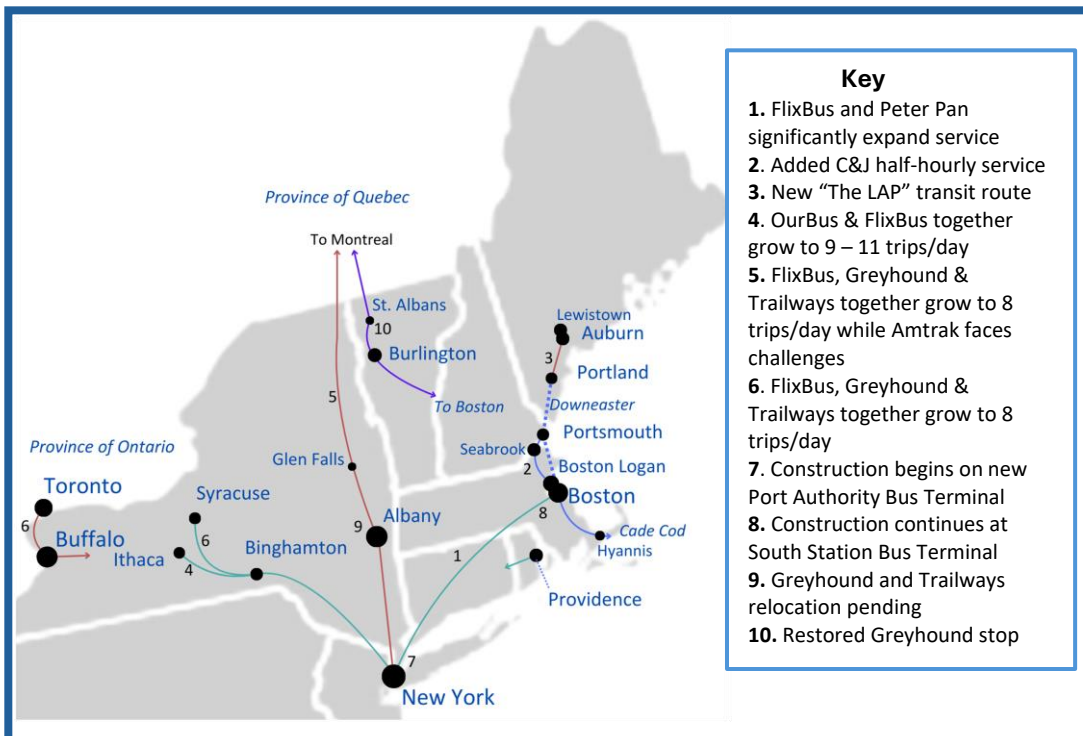 Province of Quebec
To Montreal
St. Albans
10
Burlington
To Boston
Lewistown
Auburn
3
Portland
Downeaster
Portsmouth
Seabrook
2
Boston Logan
Boston
8
Cade Cod
Hyannis
5
Glen Falls
Province of Ontario
Toronto
6
Buffalo
Syracuse
6
Ithaca
4
Binghamton
9
Albany
1
Providence
7
New York
Key
1. FlixBus and Peter Pan
significantly expand service
2. Added C&J half-hourly service
3. New “The LAP” transit route
4. OurBus & FlixBus together
grow to 9 – 11 trips/day
5. FlixBus, Greyhound &
Trailways together grow to 8
trips/day while Amtrak faces
challenges
6. FlixBus, Greyhound &
Trailways together grow to 8
trips/day
7. Construction begins on new
Port Authority Bus Terminal
8. Construction continues at
South Station Bus Terminal
9. Greyhound and Trailways
relocation pending
10. Restored Greyhound stop